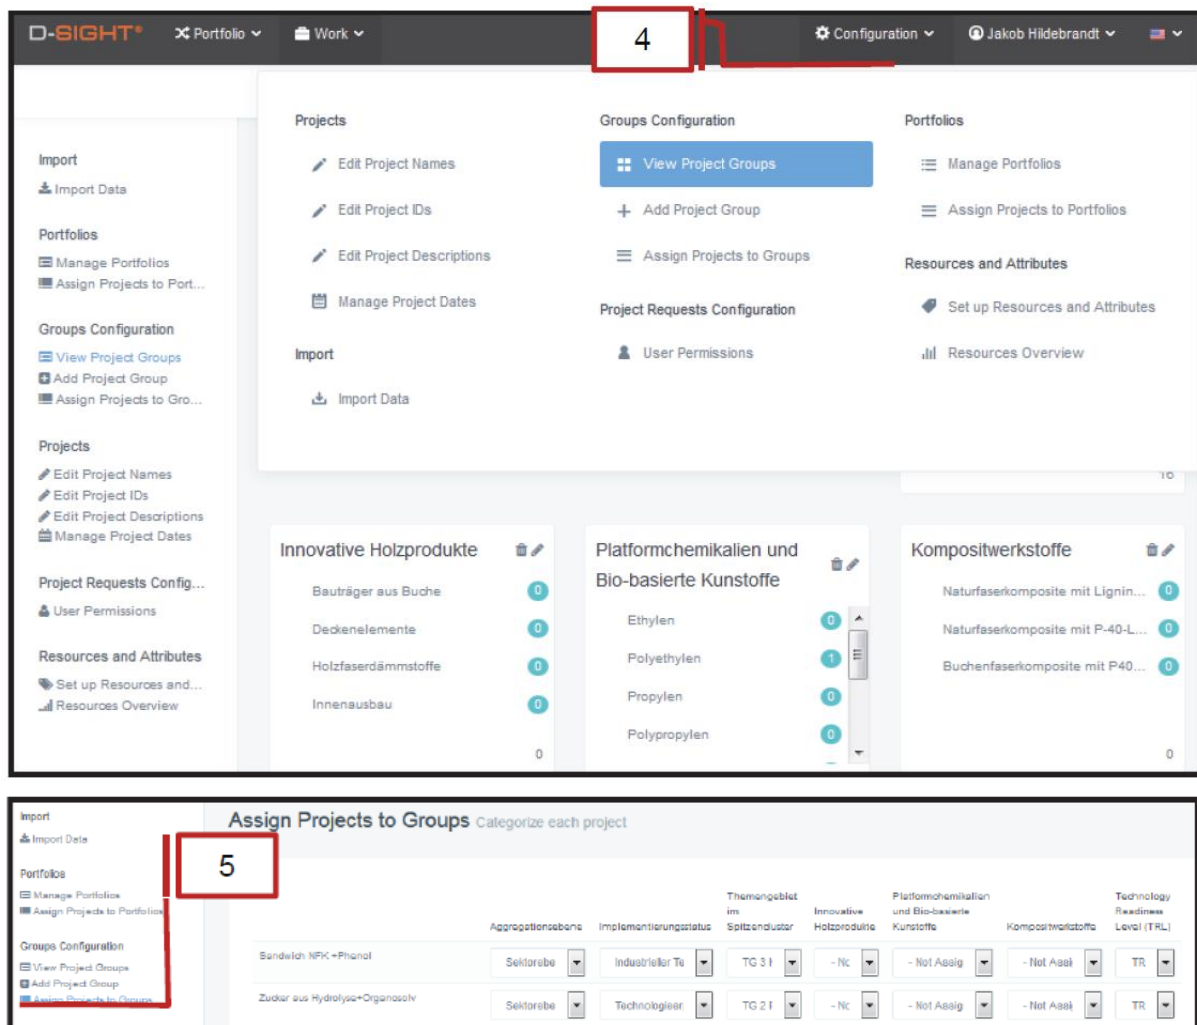 D-SIGHT®
Portfolio
Work
4
Configuration
Jakob Hildebrandt
Import
Import Data
Portfolios
Manage Portfolios
Assign Projects to Port...
Groups Configuration
View Project Groups
Add Project Group
Assign Projects to Gro...
Projects
Edit Project Names
Edit Project IDs
Edit Project Descriptions
Manage Project Dates
Project Requests Config...
User Permissions
Resources and Attributes
Set up Resources and...
Resources Overview
Projects
Edit Project Names
Edit Project IDs
Edit Project Descriptions
Manage Project Dates
Import
Import Data
Groups Configuration
View Project Groups
Add Project Group
Assign Projects to Groups
Project Requests Configuration
User Permissions
Portfolios
Manage Portfolios
Assign Projects to Portfolios
Resources and Attributes
Set up Resources and Attributes
Resources Overview
16
Innovative Holzprodukte
Bauträger aus Buche 0
Deckenelemente 0
Holzfaserdämmstoffe 0
Innenausbau 0
0
Platformchemikalien und
Bio-basierte Kunstoffe
Ethylen 0
Polyethylen 1
Propylen 0
Polypropylen 0
Kompositwerkstoffe
Naturfaserkomposite mit Lignin... 0
Naturfaserkomposite mit P-40-L... 0
Buchenfaserkomposite mit P40... 0
0
Import
Import Data
Portfolios
Manage Portfolios
Assign Projects to Portfolios
Groups Configuration
View Project Groups
Add Project Group
Assign Projects to Groups
5
Assign Projects to Groups Categorize each project
Aggregationsebene
Implementierungsstatus
Themengebiet
im
Spitzencluster
Innovative
Holzprodukte
Platformchemikalien
und Bio-basierte
Kunstoffe
Kompositwerkstoffe
Technology
Readiness
Level (TRL)
Sandwich NFK +Phenol
Sektorebe
Industrieller Te
TG 3 
- Nc
- Not Assig
- Not Assi
TR
Zucker aus Hydrolyse+Organosolv
Sektorebe
Technologieer
TG 2 F
- Nc
- Not Assig
- Not Assi
TR